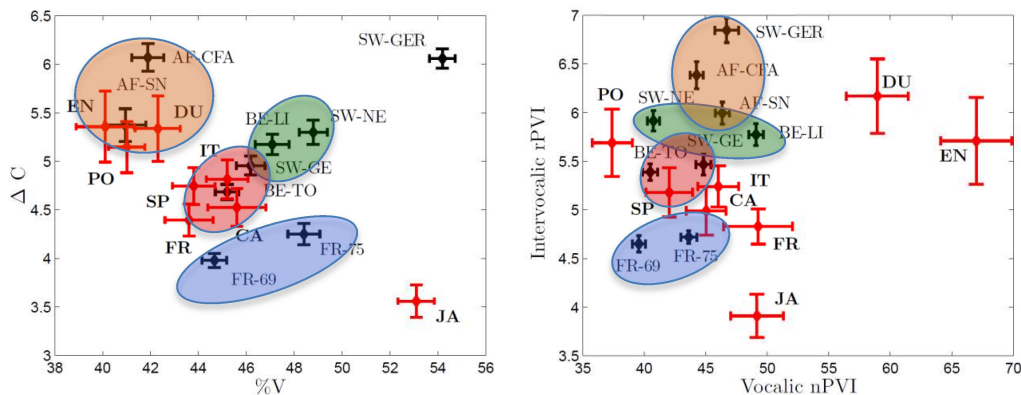 6.5
6
5.5
5
4.5
4
3.5
3
Δ C
38 40 42 44 46 48 50 52 54 56
%V
SW-GER
AF-CFA
AF-SN
EN
DU
BE-LI
SW-NE
PO
IT
SW-GE
BE-TO
SP
FR
CA
FR-75
FR-69
JA
7
6.5
6
5.5
5
4.5
4
3.5
Intervocalic rPVI
35 40 45 50 55 60 65 70
Vocalic nPVI
SW-GER
AF-CFA
DU
SW-NE
AF-SN
PO
BE-LI
SW-GE
EN
BE-TO
IT
SP
CA
FR
FR-75
FR-69
JA